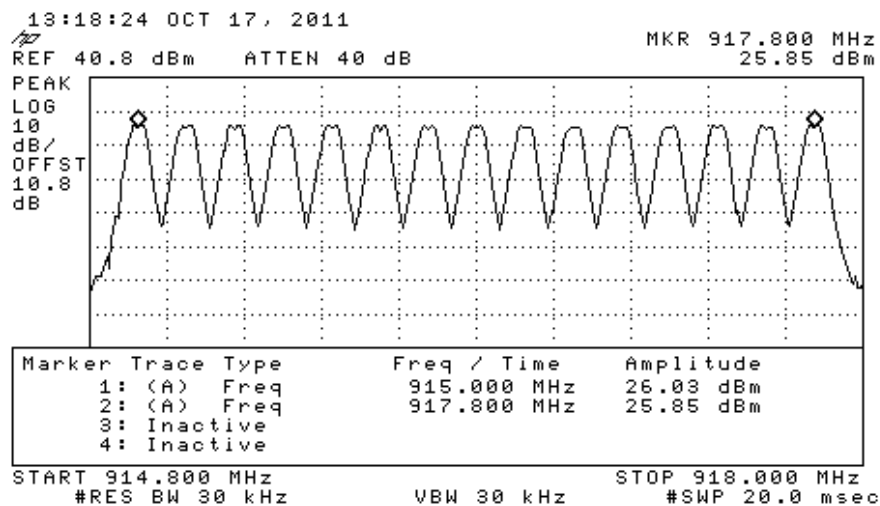 13:18:24 OCT 17, 2011
hp
MKR 917.800 MHz
REF 40.8 dBm ATTEN 40 dB 25.85 dBm
PEAK
LOG
10
dB/
OFFST
10.8
dB
Marker Trace Type Freq / Time Amplitude
1: (A) Freq 915.000 MHz 26.03 dBm
2: (A) Freq 917.800 MHz 25.85 dBm
3: Inactive
4: Inactive
START 914.800 MHz STOP 918.000 MHz
#RES BW 30 kHz VBW 30 kHz #SWP 20.0 msec